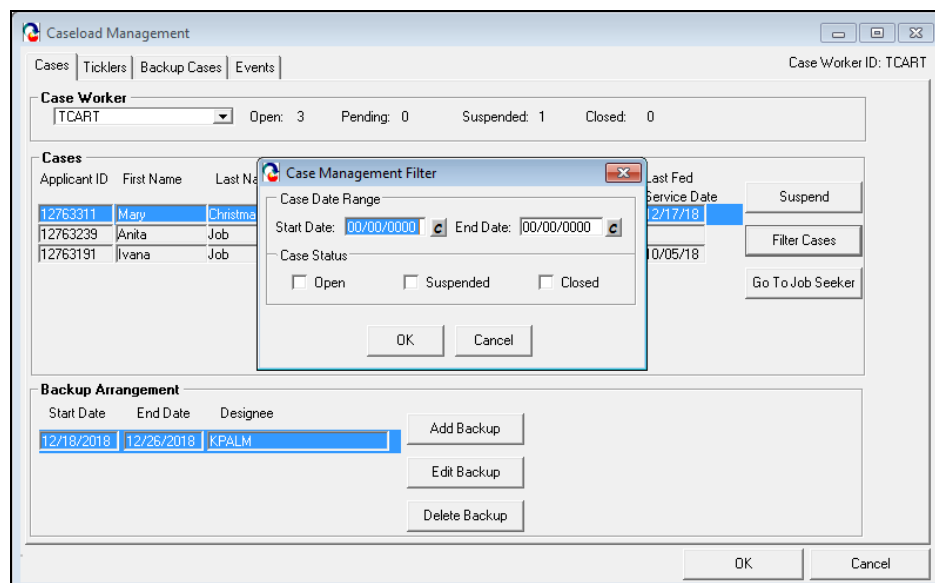 Caseload Management
Cases Ticklers Backup Cases Events Case Worker ID: TCART
Case Worker
TCART Open: 3 Pending: 0 Suspended: 1 Closed: 0
Cases
Applicant ID First Name Last Na Last Fed
Service Date
12763311 Mary Christma 12/17/18
12763239 Anita Job
12763191 Ivana Job 10/05/18
Suspend
Filter Cases
Go To Job Seeker
Case Management Filter
Case Date Range
Start Date: 00/00/0000 C End Date: 00/00/0000 C
Case Status
Open Suspended Closed
OK Cancel
Backup Arrangement
Start Date End Date Designee
12/18/2018 12/26/2018 KPALM
Add Backup
Edit Backup
Delete Backup
OK Cancel